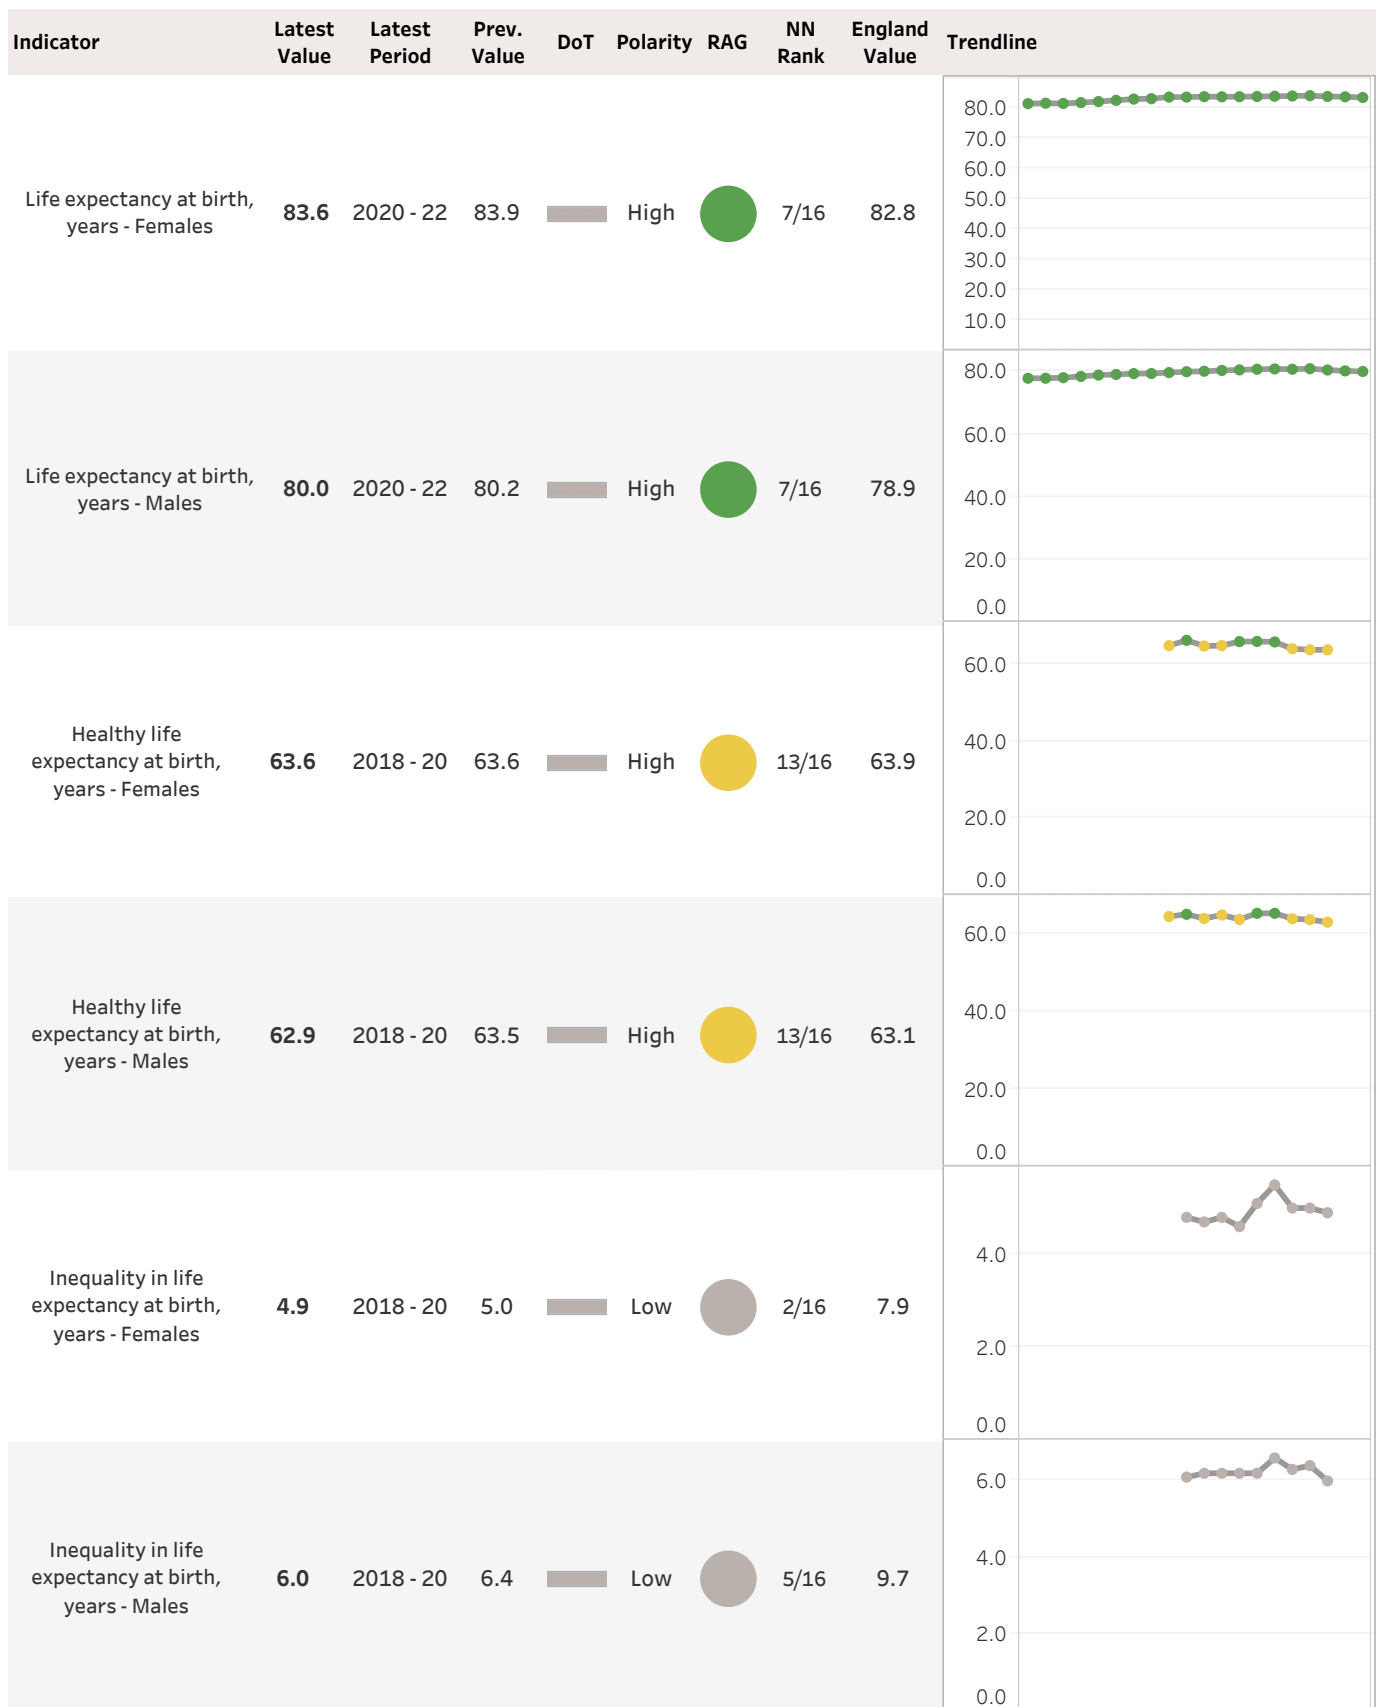 Indicator Latest Value Latest Period Prev. Value DoT Polarity RAG NN Rank England Value Trendline
Life expectancy at birth,
years - Females
83.6 2020 - 22 83.9 High 7/16 82.8
80.0
70.0
60.0
50.0
40.0
30.0
20.0
10.0
Life expectancy at birth,
years - Males
80.0 2020 - 22 80.2 High 7/16 78.9
80.0
60.0
40.0
20.0
0.0
Healthy life
expectancy at birth,
years - Females
63.6 2018 - 20 63.6 High 13/16 63.9
60.0
40.0
20.0
0.0
Healthy life
expectancy at birth,
years - Males
62.9 2018 - 20 63.5 High 13/16 63.1
60.0
40.0
20.0
0.0
Inequality in life
expectancy at birth,
years - Females
4.9 2018 - 20 5.0 Low 2/16 7.9
4.0
2.0
0.0
Inequality in life
expectancy at birth,
years - Males
6.0 2018 - 20 6.4 Low 5/16 9.7
6.0
4.0
2.0
0.0